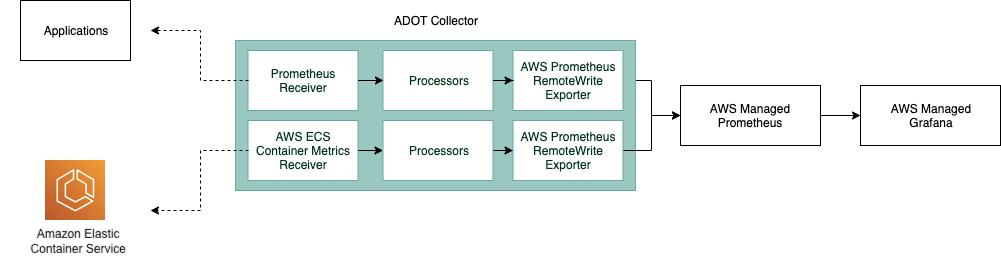 ADOT Collector
Applications
Prometheus
Receiver
Processors
AWS Prometheus
RemoteWrite
Exporter
AWS ECS
Container Metrics
Receiver
Processors
AWS Prometheus
RemoteWrite
Exporter
AWS Managed
Prometheus
AWS Managed
Grafana
Amazon Elastic
Container Service